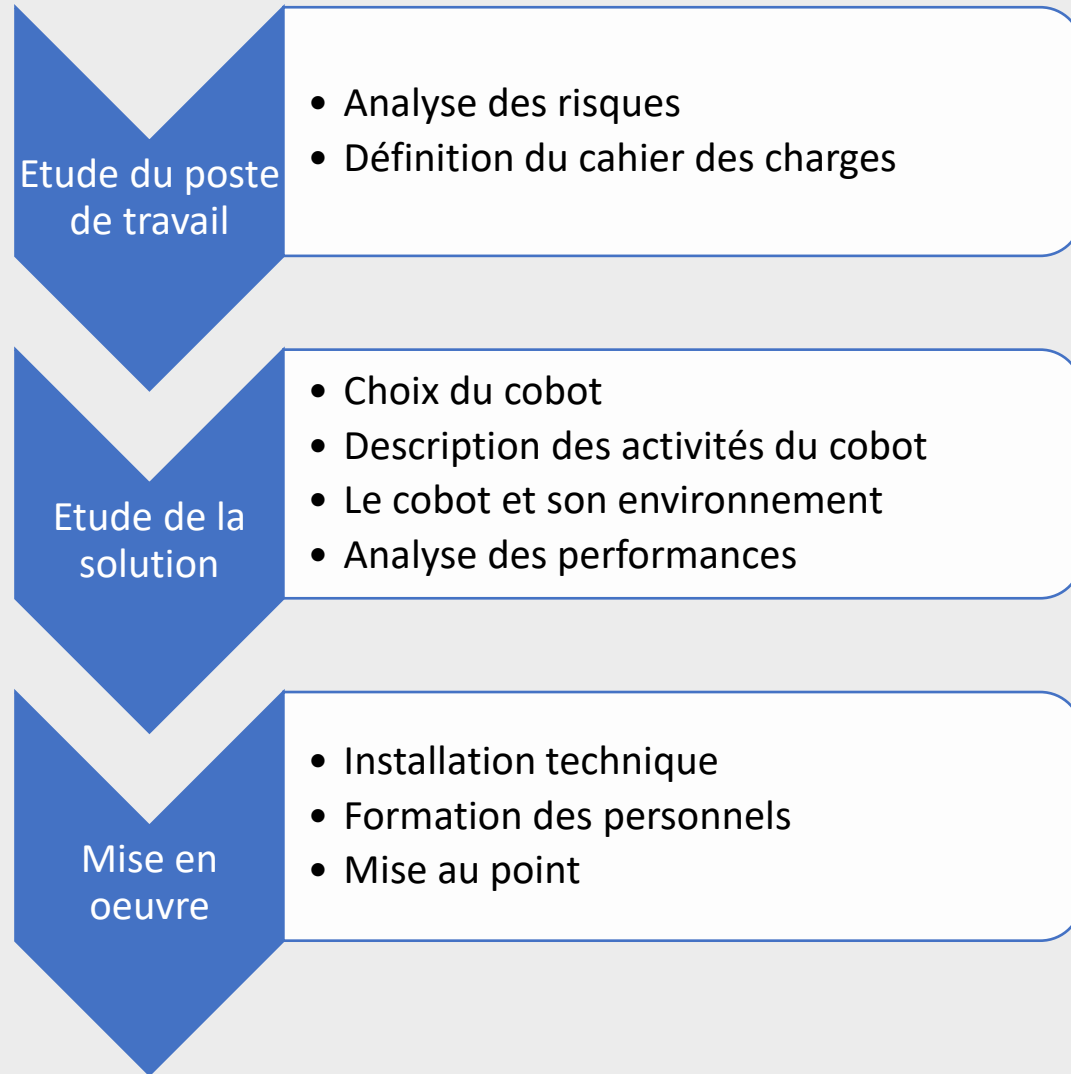 Etude du poste
de travail
• Analyse des risques
• Définition du cahier des charges
Etude de la
solution
• Choix du cobot
• Description des activités du cobot
• Le cobot et son environnement
• Analyse des performances
Mise en
oeuvre
• Installation technique
• Formation des personnels
• Mise au point